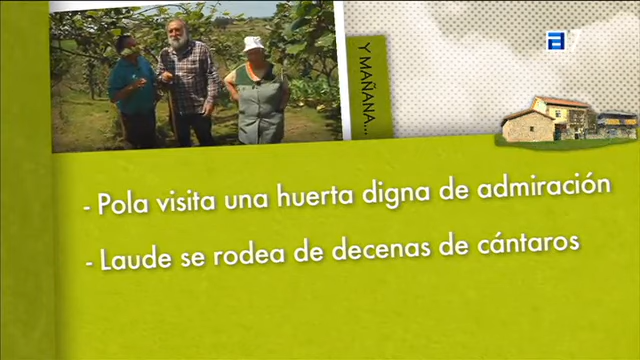 Y MAÑANA...
a
- Pola visita una huerta digna de admiración
- Laude se rodea de decenas de cántaros